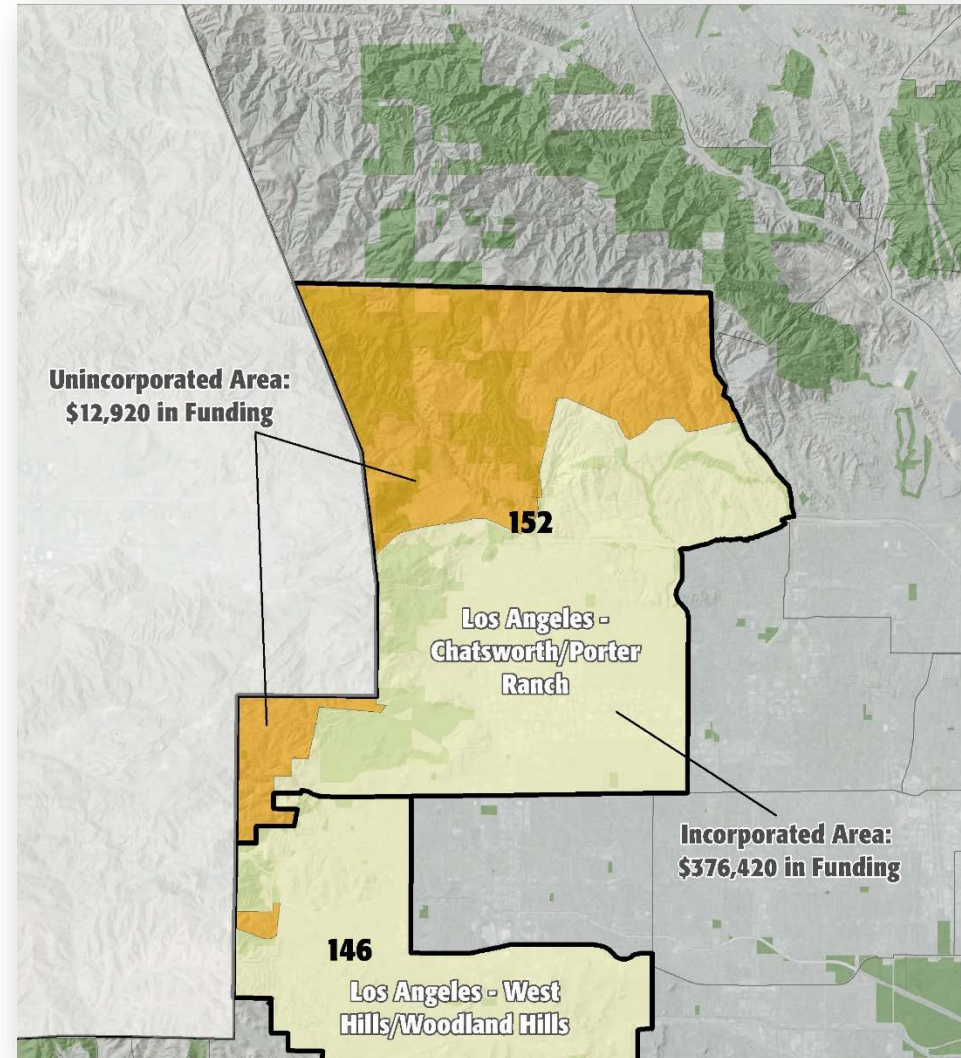 Unincorporated Area:
$12,920 in Funding
152
Los Angeles -
Chatsworth/Porter
Ranch
Incorporated Area:
$376,420 in Funding
146
Los Angeles - West
Hills/Woodland Hills